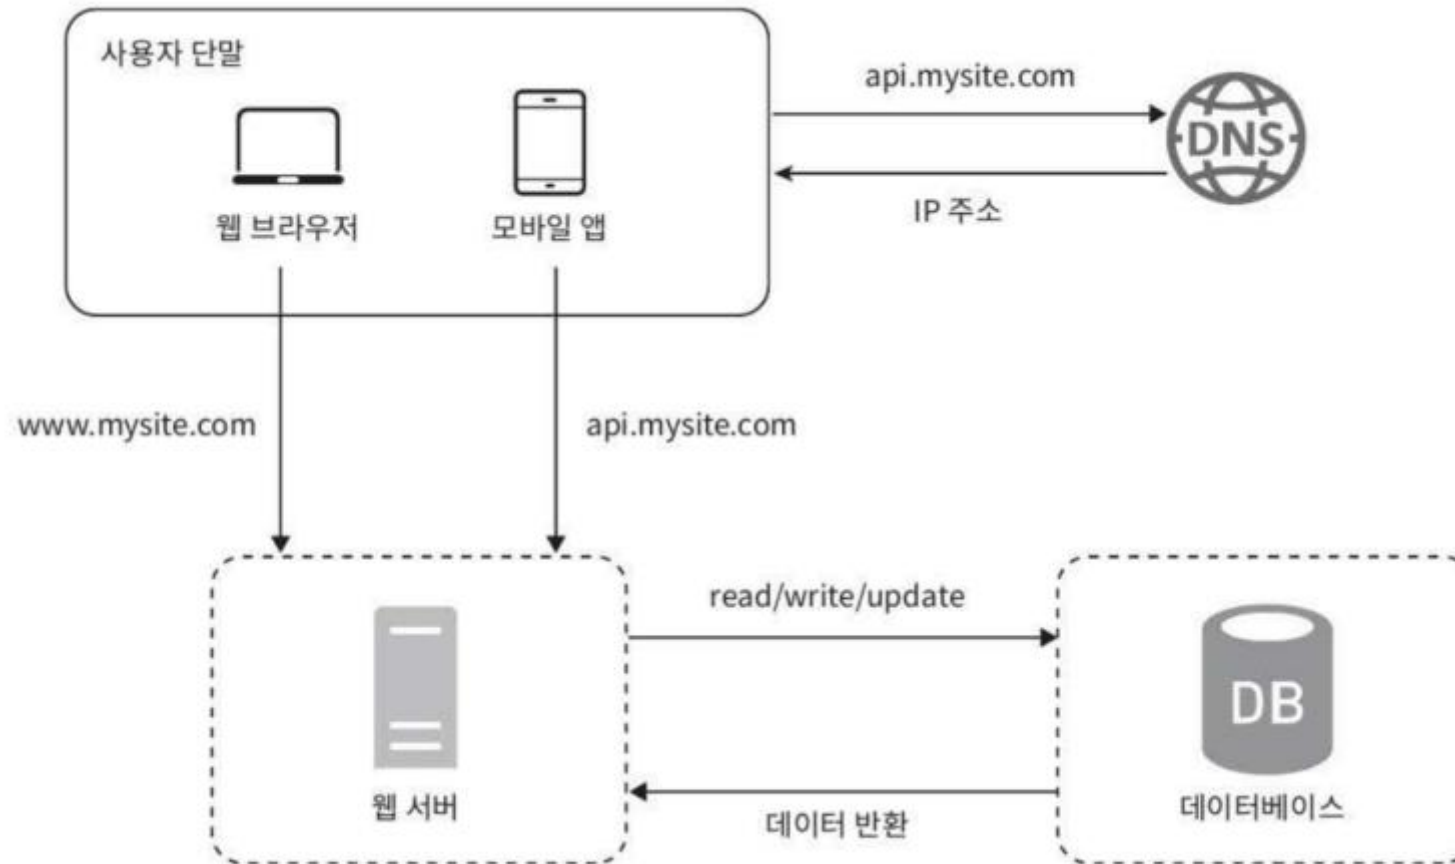 사용자 단말
api.mysite.com
DNS
IP 주소
웹 브라우저
모바일 앱
www.mysite.com
api.mysite.com
read/write/update
DB
웹 서버
데이터 반환
데이터베이스